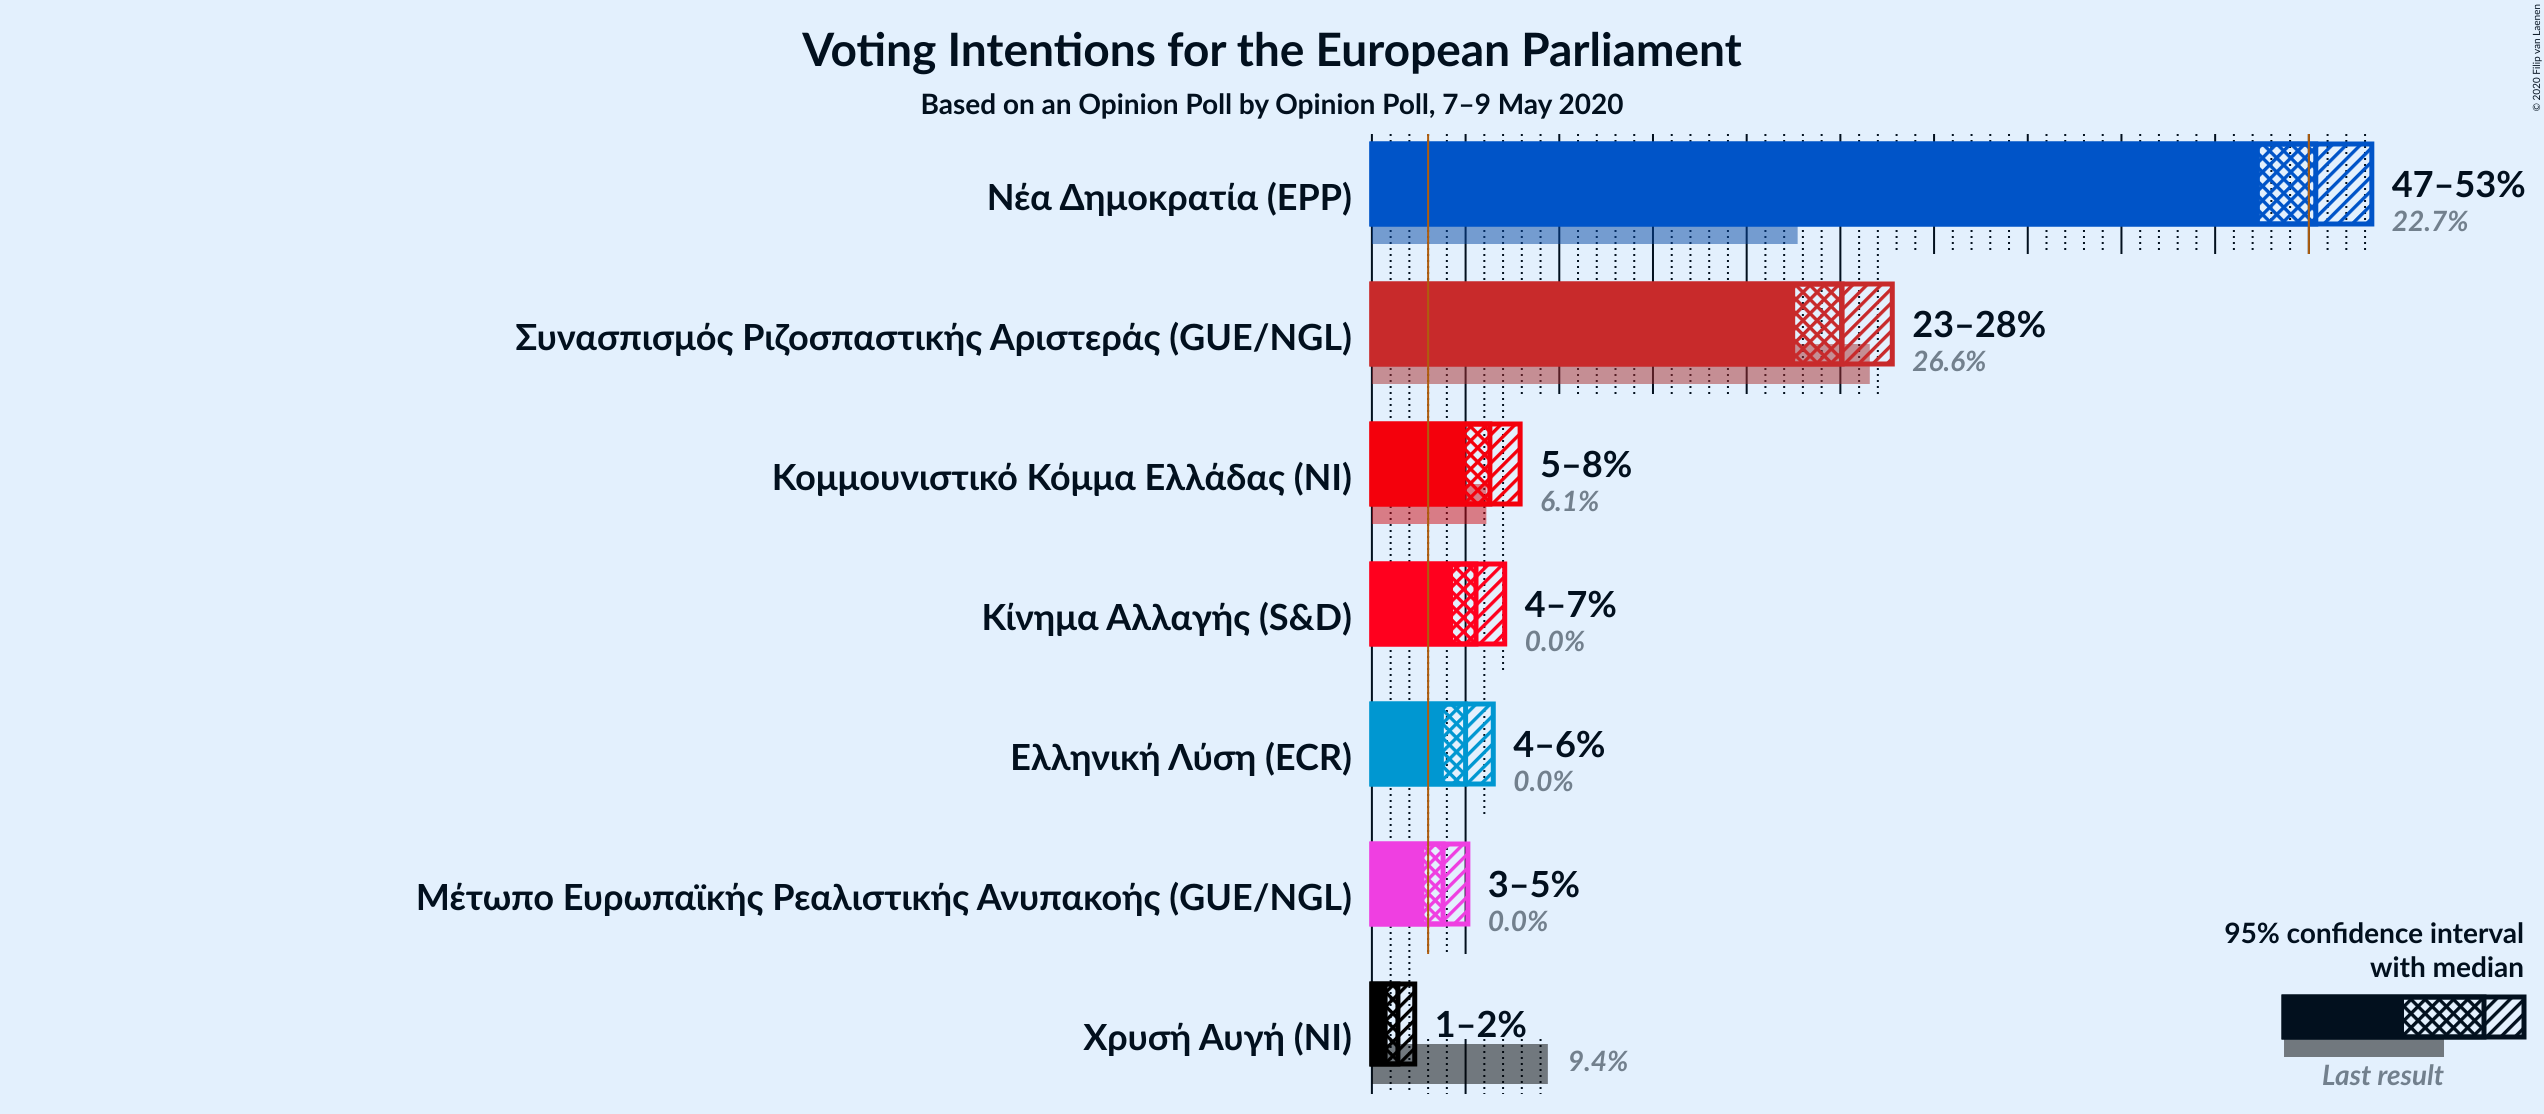 Voting Intentions for the European Parliament
Based on an Opinion Poll by Opinion Poll, 7–9 May 2020
© 2020 Filip van Laenen
Νέα Δημοκρατία (EPP)
47–53%
22.7%
Συνασπισμός Ριζοσπαστικής Αριστεράς (GUE/NGL)
23–28%
26.6%
Κομμουνιστικό Κόμμα Ελλάδας (NI)
5–8%
6.1%
Κίνημα Αλλαγής (S&D)
4–7%
0.0%
Ελληνική Λύση (ECR)
4–6%
0.0%
Μέτωπο Ευρωπαϊκής Ρεαλιστικής Ανυπακοής (GUE/NGL)
3–5%
0.0%
Χρυσή Αυγή (NI)
1–2%
9.4%
95% confidence interval
with median
Last result